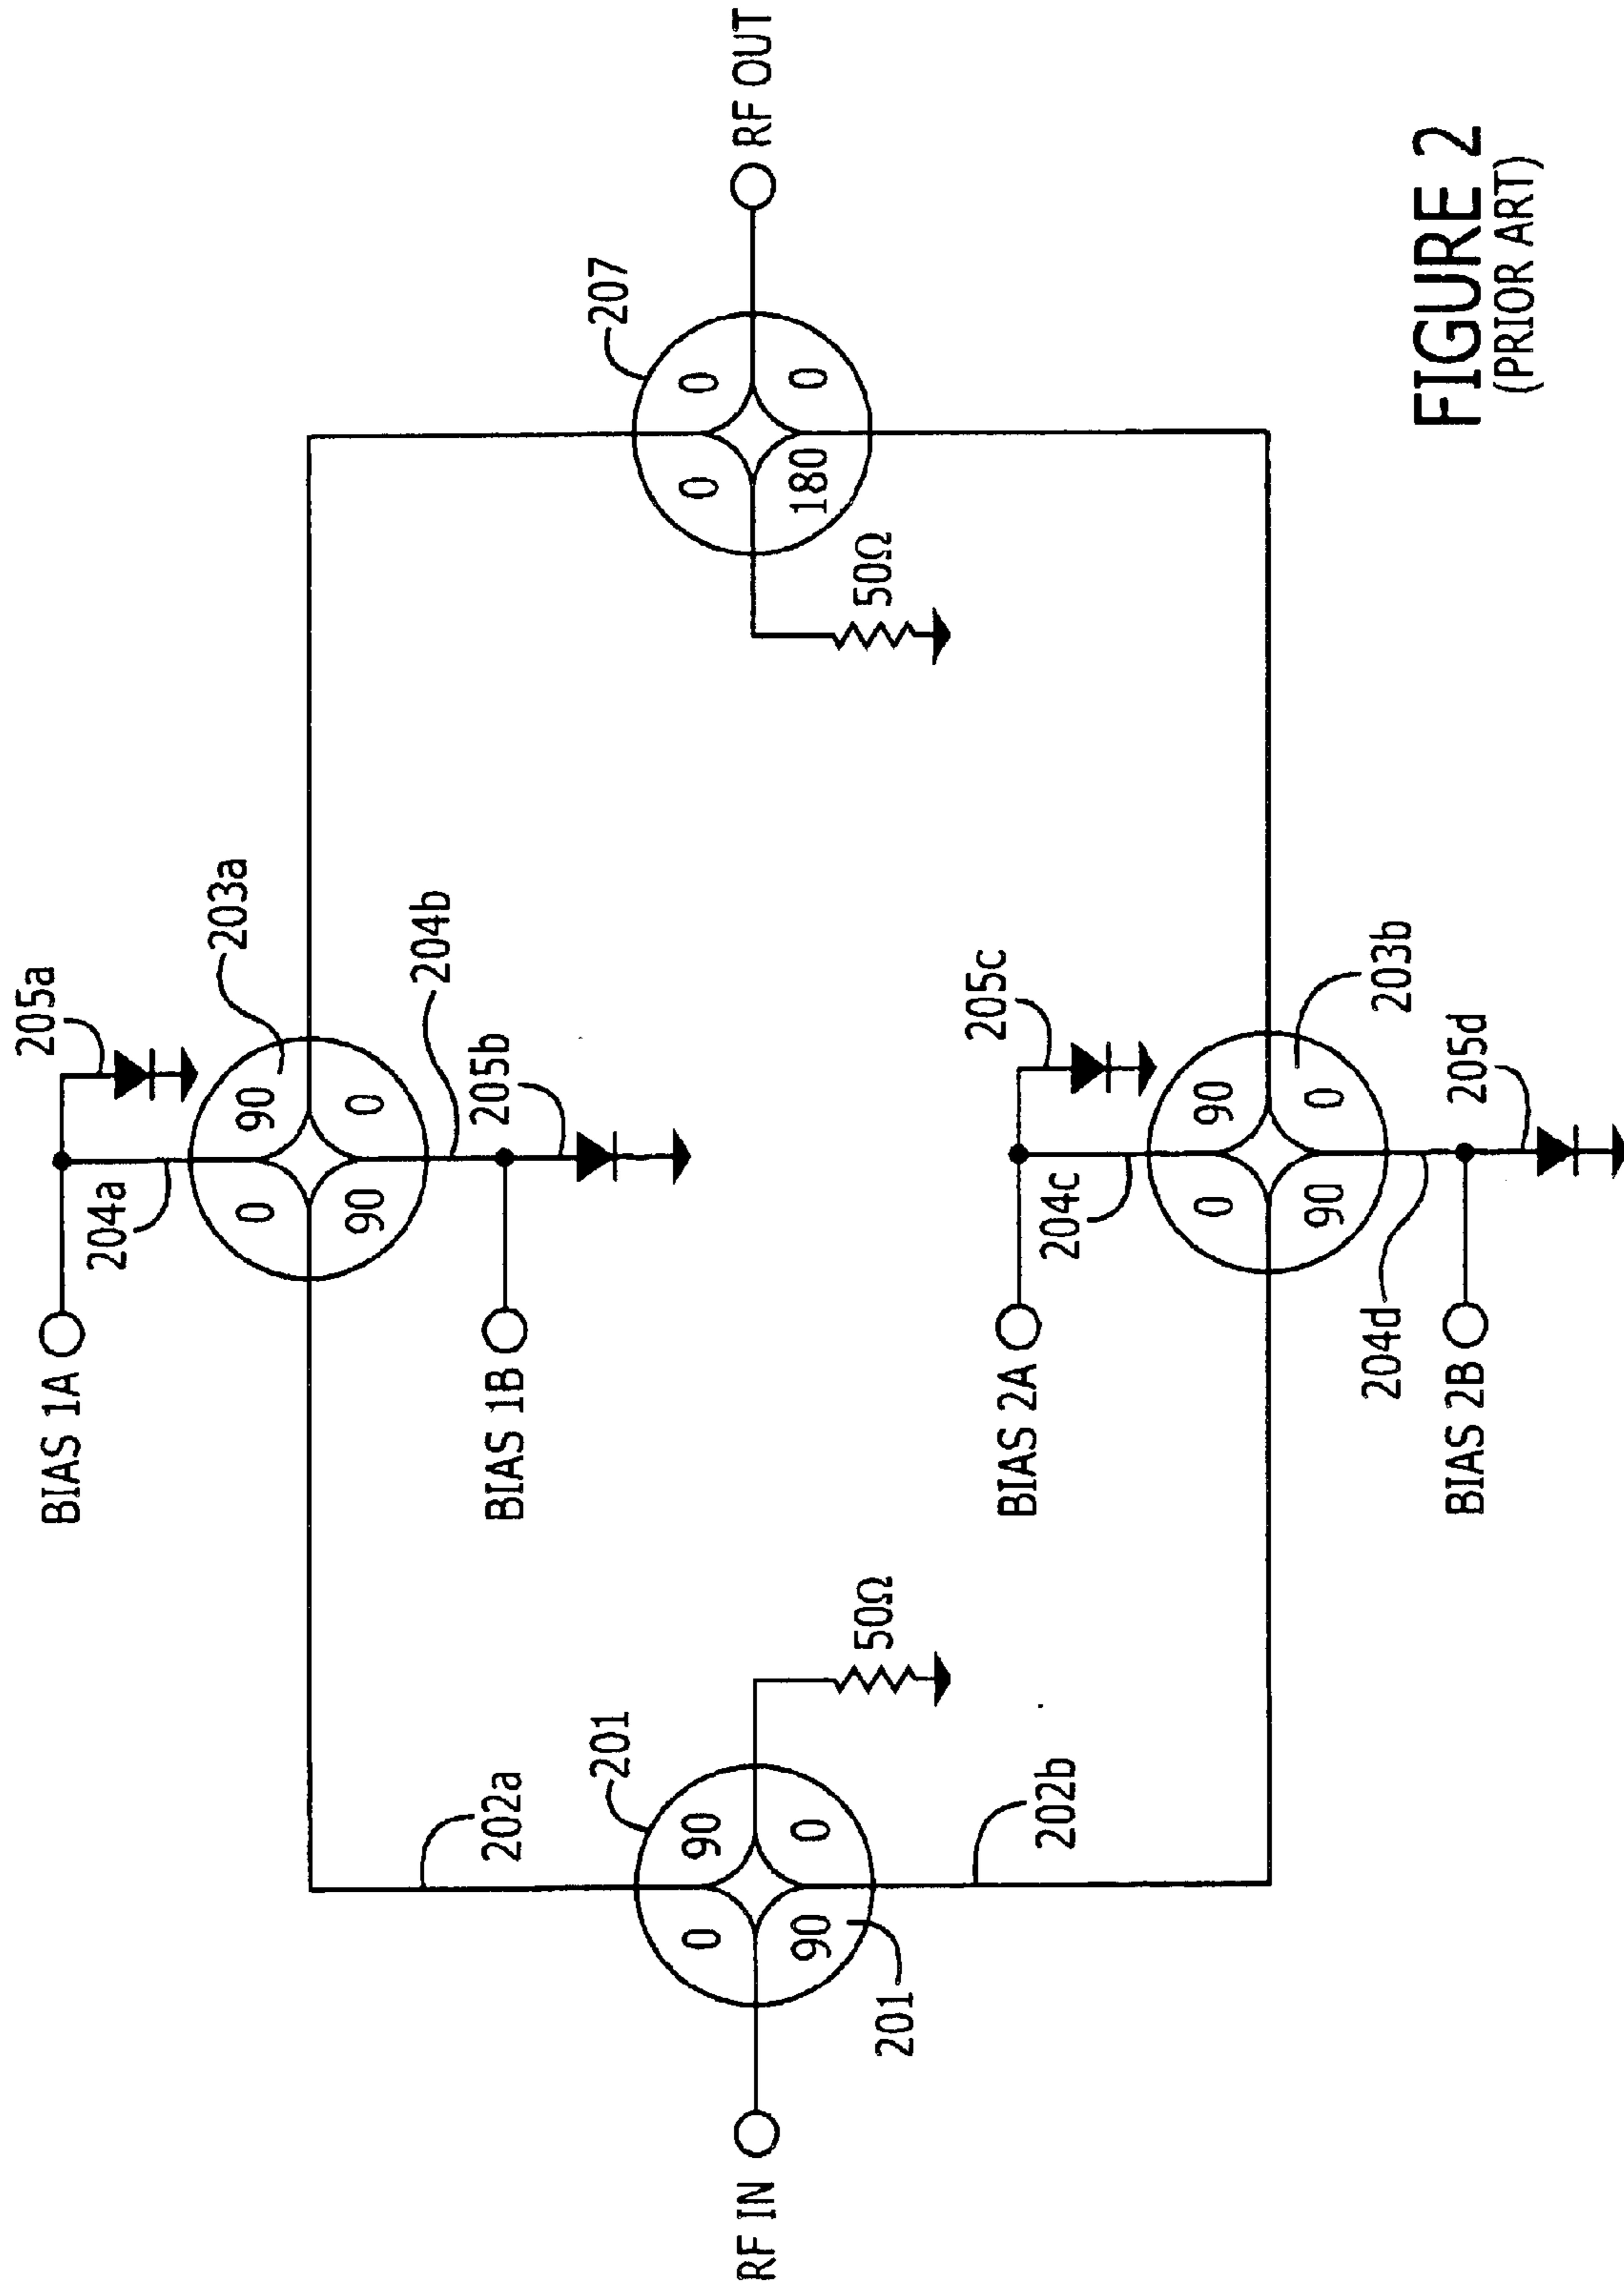 205a
203a
90
0
0
90
204a
204b
205b
BIAS 1A
BIAS 1B
202a
201
0
90
90
0
201
50Ω
RF IN
202b
207
0
0
180
0
50Ω
RF OUT
205c
204c
BIAS 2A
0
90
90
0
203b
205d
204d
BIAS 2B
FIGURE 2
(PRIOR ART)